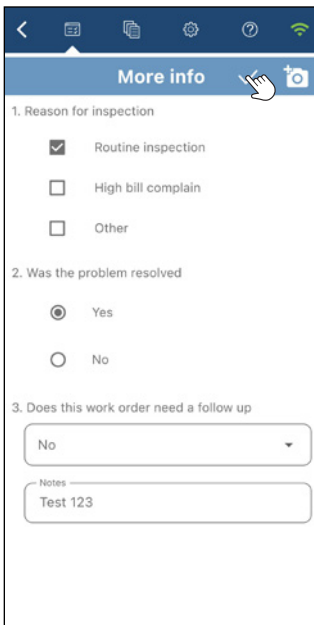 More info
1. Reason for inspection
Routine inspection
High bill complain
Other
2. Was the problem resolved
Yes
No
3. Does this work order need a follow up
No
Notes
Test 123